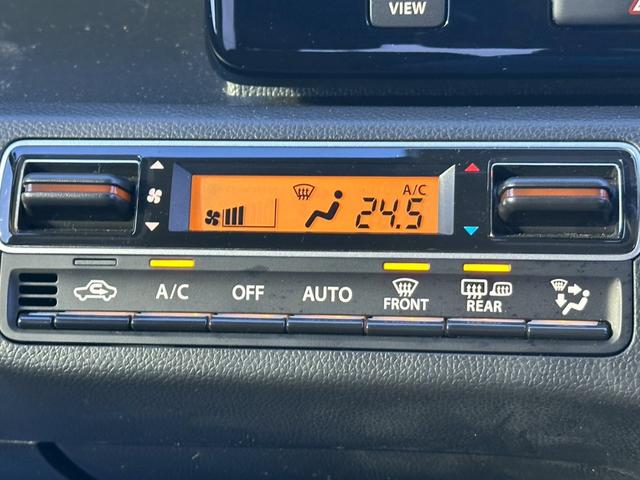 VIEW
A/C
24.5
A/C
OFF
AUTO
FRONT
REAR